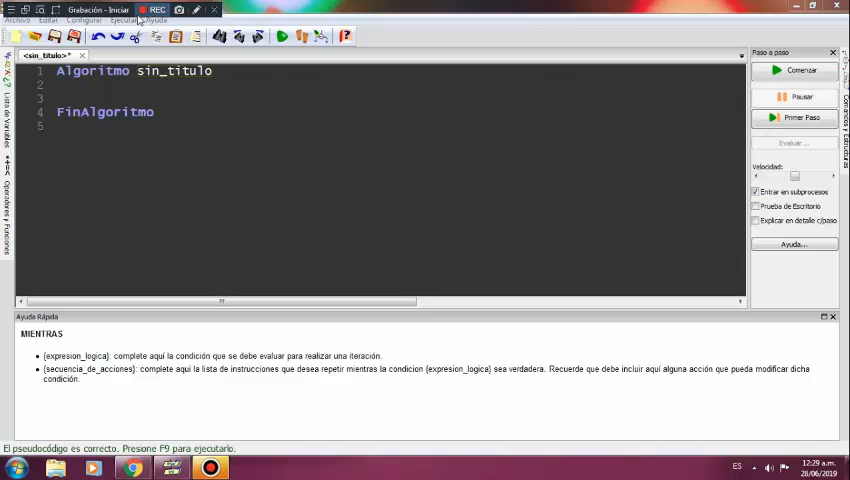 Grabación - Iniciar REC
Archivo Editar Configurar Ejecutar Ayuda
<sin_titulo>*
Paso a paso
1 Algoritmo sin_titulo
2
3
4 FinAlgoritmo
5
Lista de Variables
Operadores y Funciones
Comenzar
Pausar
Primer Paso
Evaluar...
Velocidad:
Entrar en subprocesos
Prueba de Escritorio
Explicar en detalle c/paso
Ayuda...
Comandos y Estructuras
Ayuda Rápida
MIENTRAS
{expresion_logica}: complete aquí la condición que se debe evaluar para realizar una iteración.
{secuencia_de_acciones}: complete aqui la lista de instrucciones que desea repetir mientras la condicion {expresion_logica} sea verdadera. Recuerde que debe incluir aquí alguna acción que pueda modificar dicha
condición.
El pseudocódigo es correcto. Presione F9 para ejecutarlo.
ES
12:29 a.m.
28/06/2019